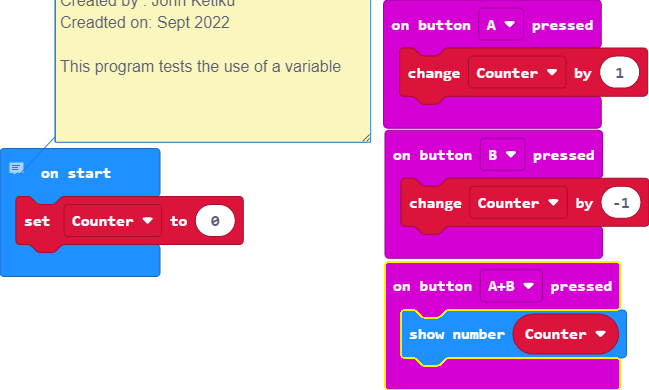 Created by : John Ketiku
Creadted on: Sept 2022
This program tests the use of a variable
on start
set Counter to 0
on button A pressed
change Counter by 1
on button B pressed
change Counter by -1
on button A+B pressed
show number Counter